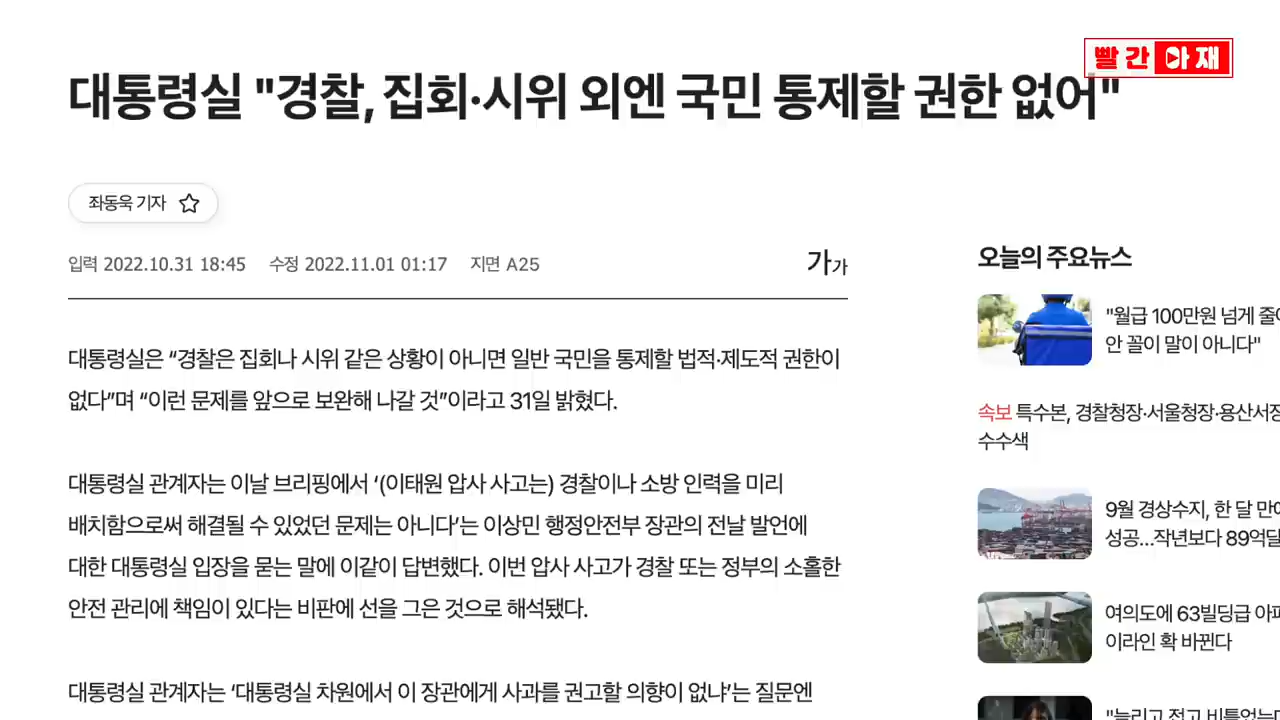 빨간아재
대통령실 "경찰, 집회·시위 외엔 국민 통제할 권한 없어"
좌동욱 기자
입력 2022.10.31 18:45 수정 2022.11.01 01:17 지면 A25
가가
대통령실은 “경찰은 집회나 시위 같은 상황이 아니면 일반 국민을 통제할 법적·제도적 권한이
없다”며 “이런 문제를 앞으로 보완해 나갈 것”이라고 31일 밝혔다.
대통령실 관계자는 이날 브리핑에서 ‘(이태원 압사 사고는) 경찰이나 소방 인력을 미리
배치함으로써 해결될 수 있었던 문제는 아니다’는 이상민 행정안전부 장관의 전날 발언에
대한 대통령실 입장을 묻는 말에 이같이 답변했다. 이번 압사 사고가 경찰 또는 정부의 소홀한
안전 관리에 책임이 있다는 비판에 선을 그은 것으로 해석됐다.
대통령실 관계자는 ‘대통령실 차원에서 이 장관에게 사과를 권고할 의향이 없냐’는 질문엔
오늘의 주요뉴스
"월급 100만원 넘게 줄어
안 꼴이 말이 아니다"
속보 특수본, 경찰청장·서울청장·용산서장
수수색
9월 경상수지, 한 달 만에
성공…작년보다 89억달
여의도에 63빌딩급 아파
이라인 확 바뀐다
"늘리고 접고 비틀었는데